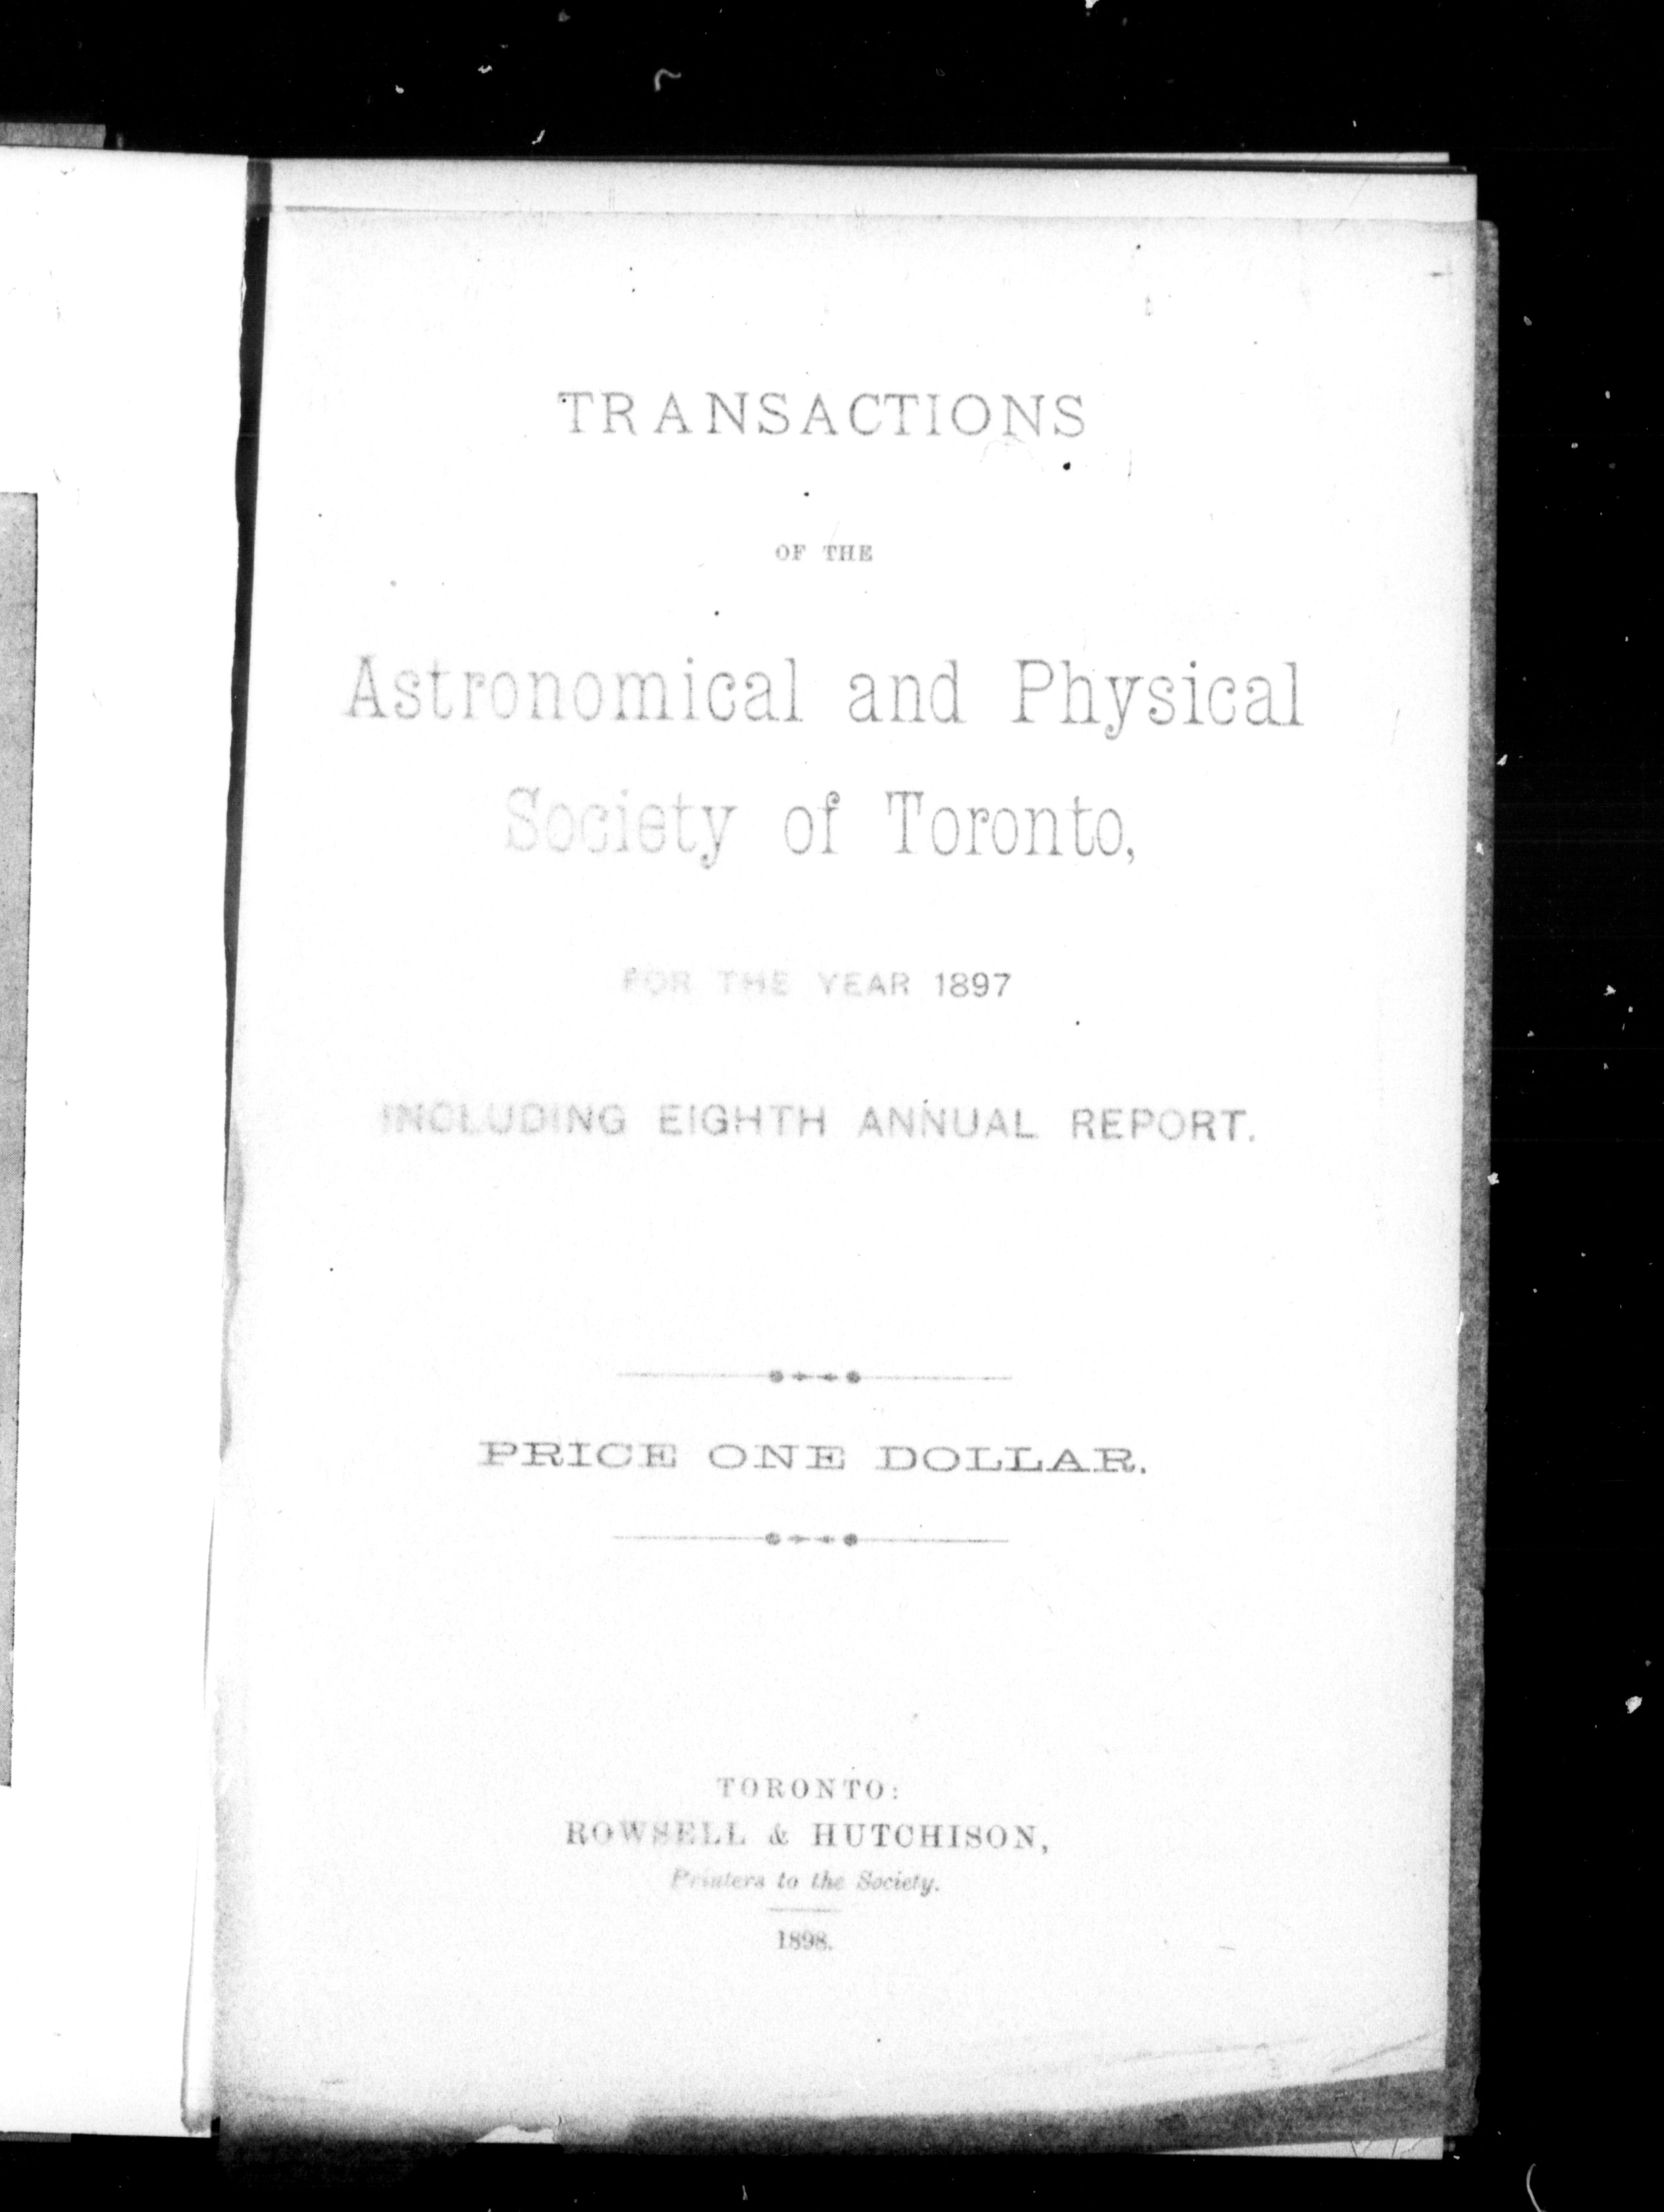 TRANSACTIONS
OF THE
Astronomical and Physical
Society of Toronto,
FOR THE YEAR 1897
INCLUDING EIGHTH ANNUAL REPORT.
PRICE ONE DOLLAR.
TORONTO:
ROWSELL & HUTCHISON,
Printers to the Society.
1898.